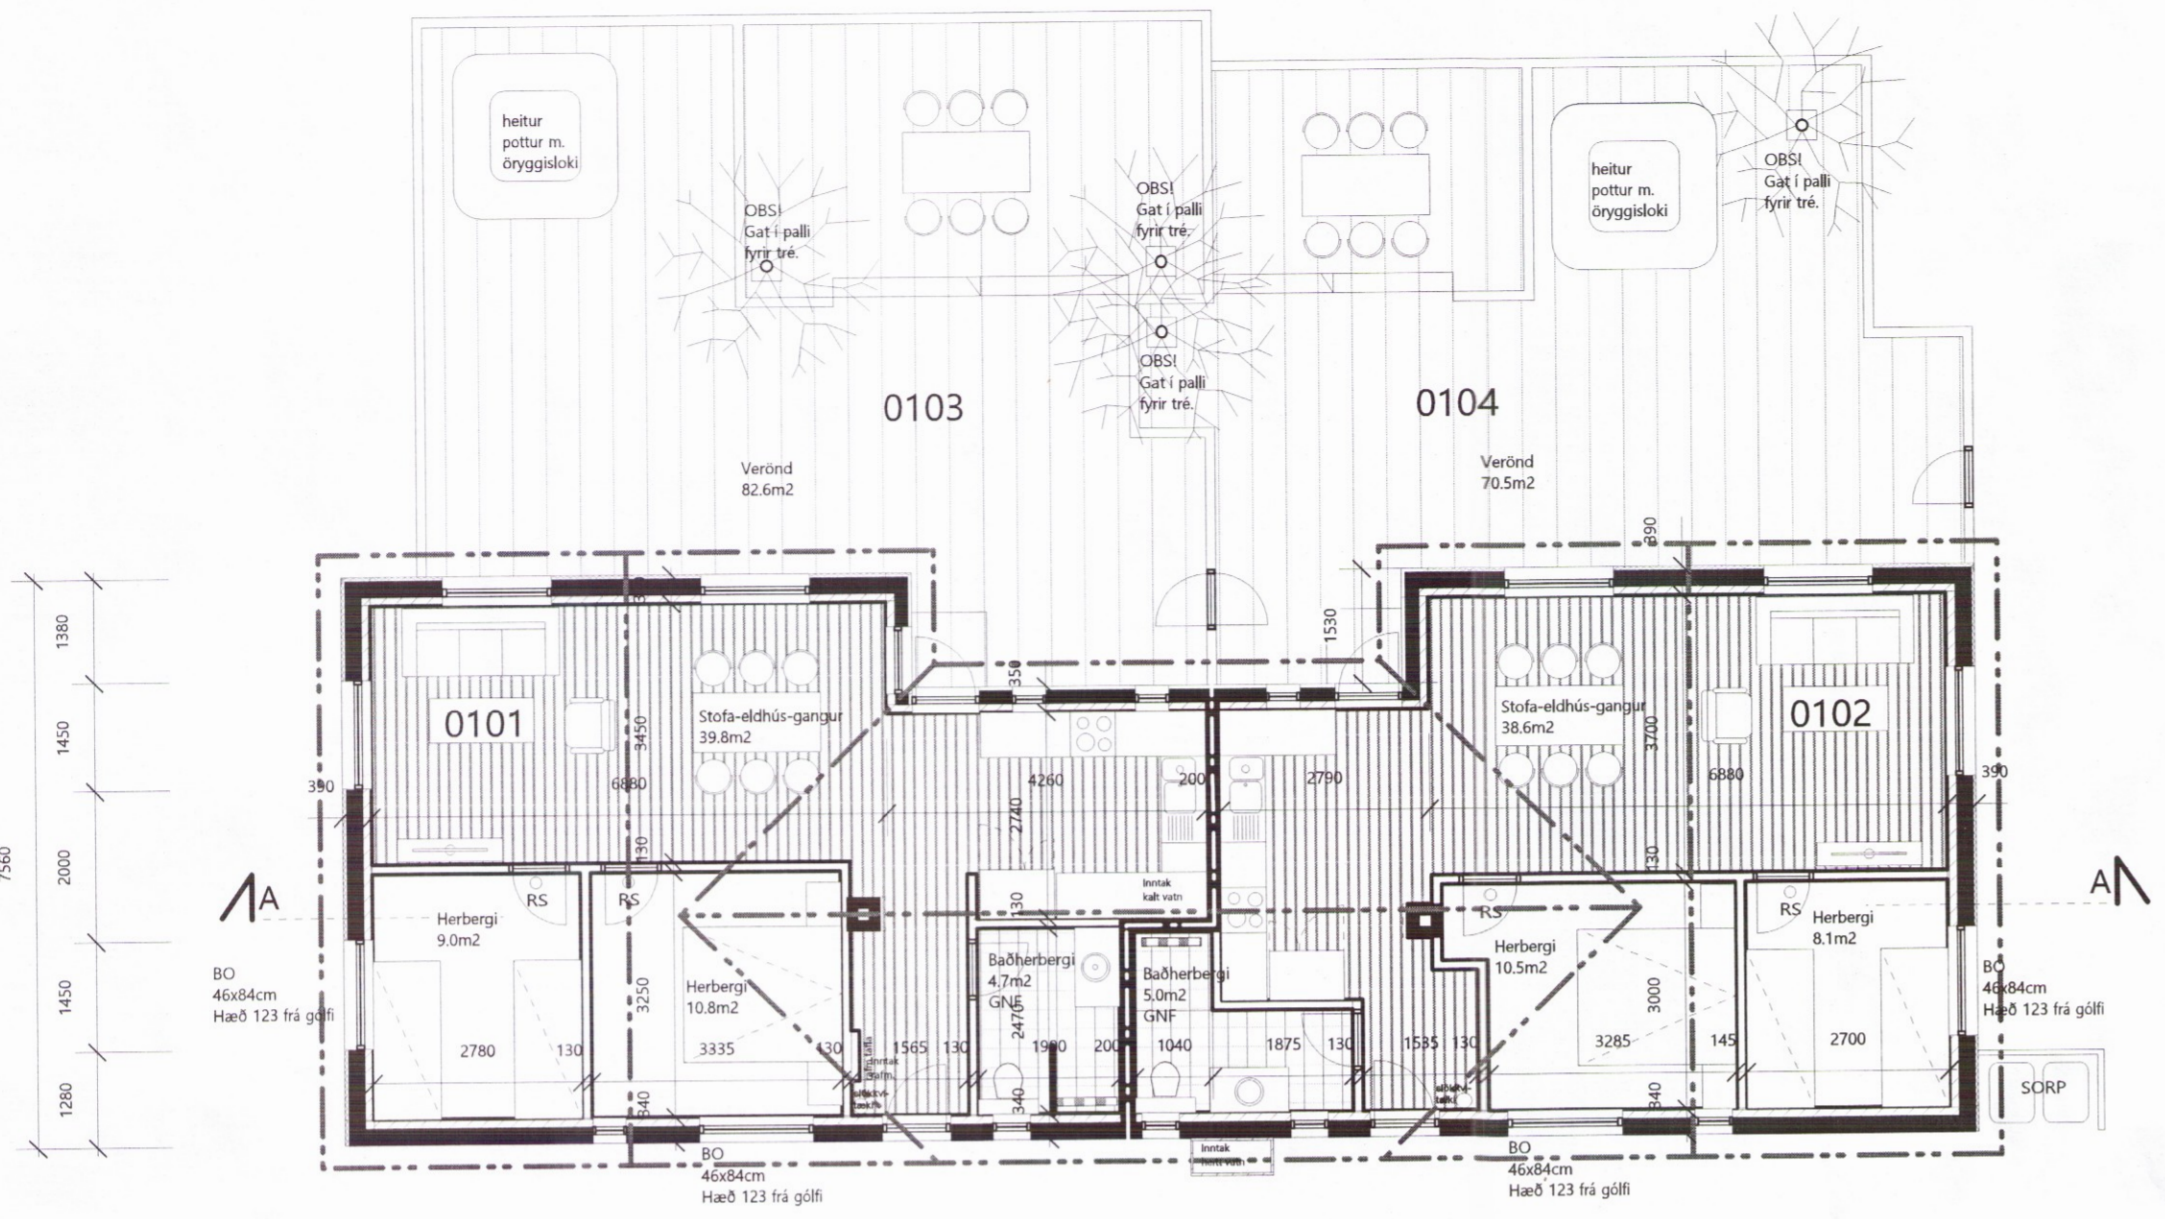 heitur
pottur m.
öryggisloki
OBS!
Gat í palli
fyrir tré.
OBS!
Gat í palli
fyrir tré.
OBS!
Gat í palli
fyrir tré.
heitur
pottur m.
öryggisloki
OBS!
Gat í palli
fyrir tré.
0103
0104
Verönd
82.6m2
Verönd
70.5m2
390
1380
1450
2000
1450
1280
7560
350
1530
0101
Stofa-eldhús-gangur
39.8m2
3450
6880
390
130
4260
200
2740
2790
130
Inntak
kalt vatn
Stofa-eldhús-gangur
38.6m2
3700
6880
0102
390
130
A
A
RS
RS
RS
RS
Herbergi
9.0m2
Herbergi
10.8m2
Baðherbergi
4.7m2
GNF
Baðherbergi
5.0m2
GNF
Herbergi
10.5m2
Herbergi
8.1m2
BO
46x84cm
Hæð 123 frá gólfi
BO
46x84cm
Hæð 123 frá gólfi
3250
2470
3000
2780
130
3335
130
1565
130
200
1040
1875
130
1535
130
3285
145
2700
340
340
340
SORP
Inntak
BO
46x84cm
Hæð 123 frá gólfi
BO
46x84cm
Hæð 123 frá gólfi